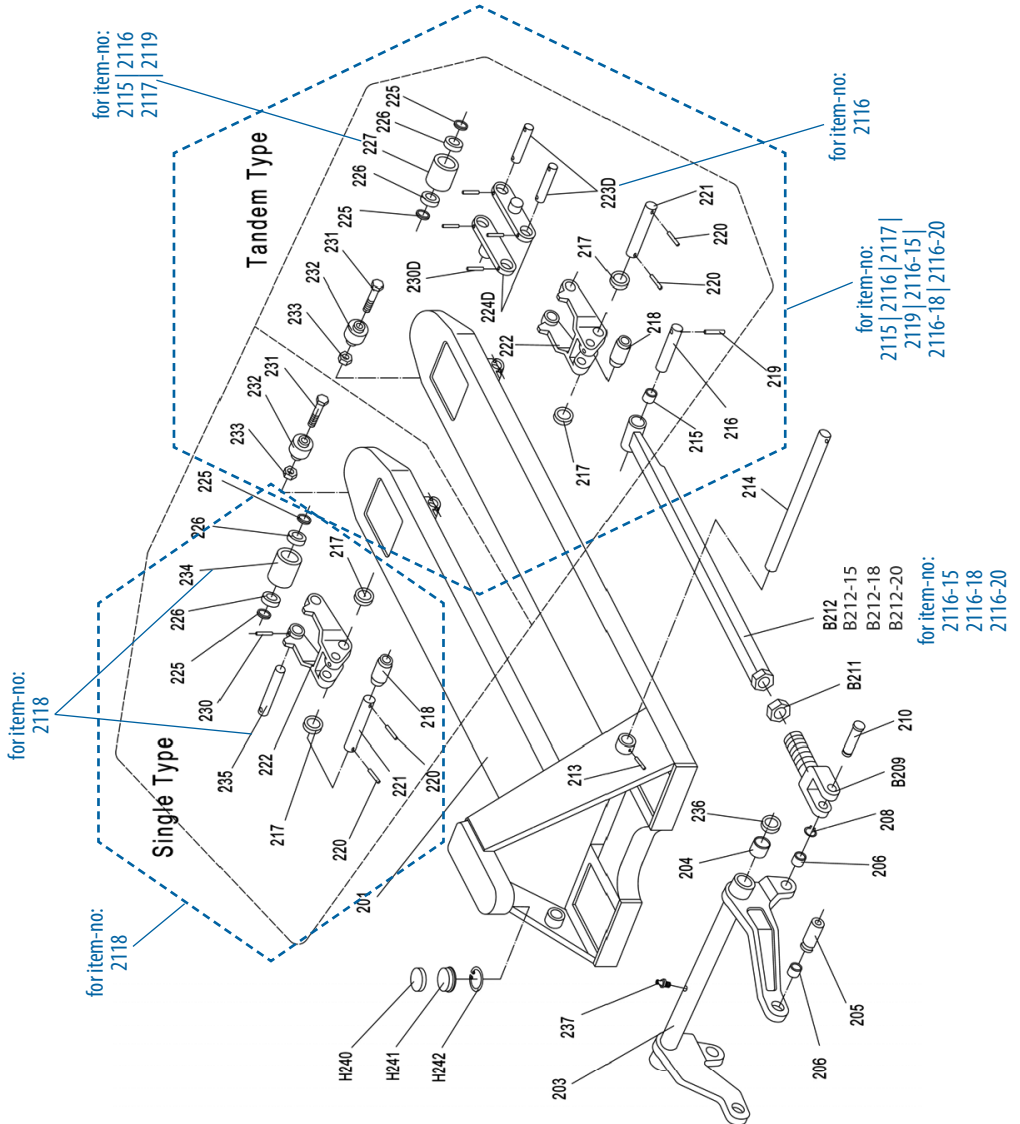 for item-no:
2118
for item-no:
2118
for item-no:
2115 | 2116
2117 | 2119
Single Type
Tandem Type
235
222
230
225
226
234
226
225
233
232
231
217
217
220
221
220
218
201
233
232
231
225
226
227
226
225
230D
224D
223D
for item-no:
2116
222
217
217
218
221
220
220
219
216
215
214
for item-no:
2115 | 2116 | 2117 |
2119 | 2116-15 |
2116-18 | 2116-20
H240
H241
H242
213
237
203
204
236
206
205
206
208
B209
210
B211
B212
B212-15
B212-18
B212-20
for item-no:
2116-15
2116-18
2116-20